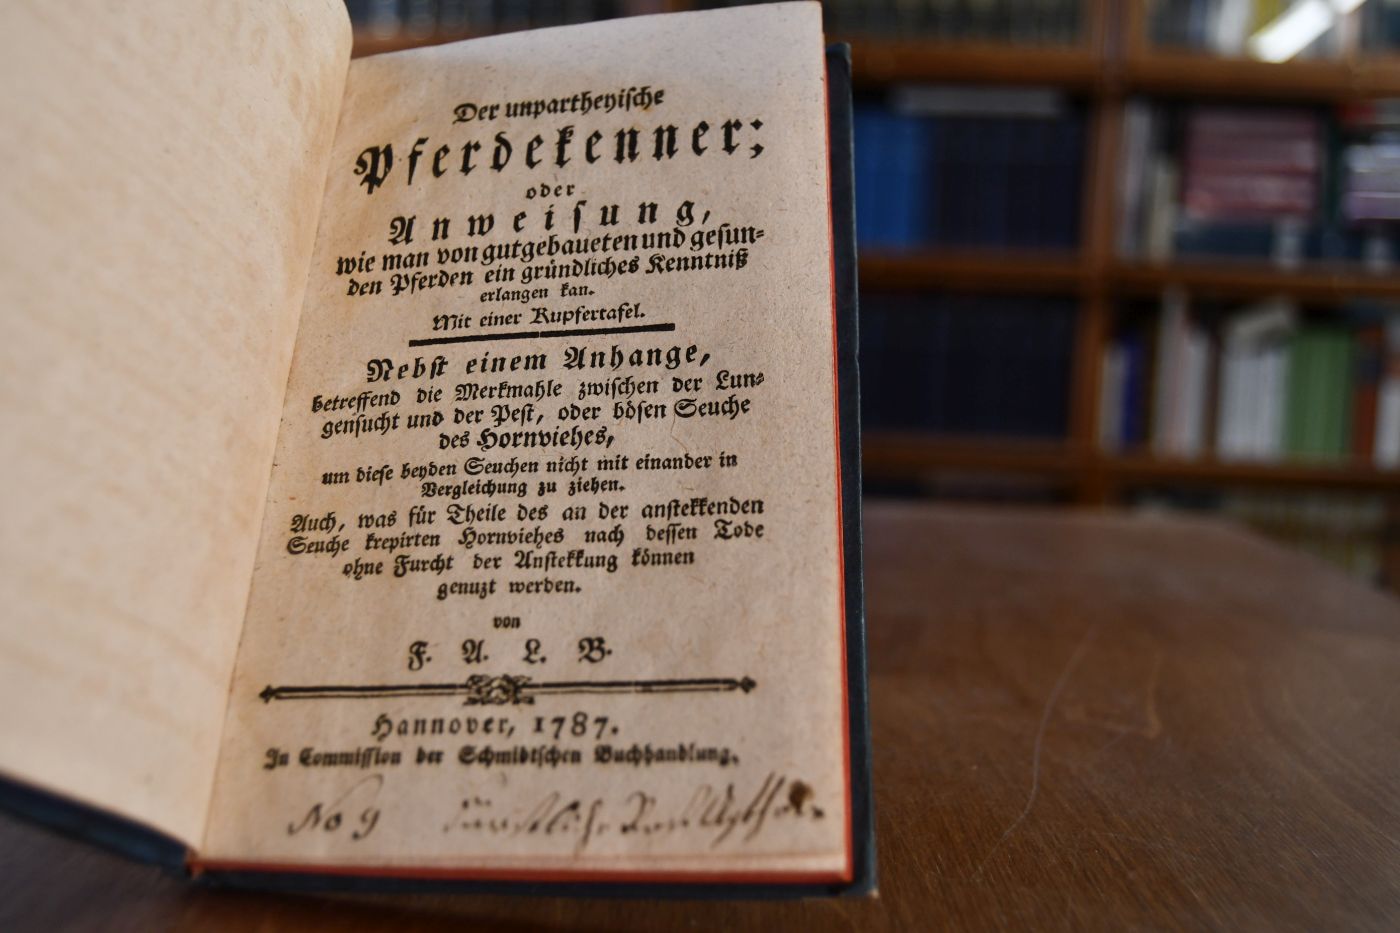 Der unpartheyische
Pferdekenner;
oder
Anweisung,
wie man von gutgebaueten und gesun-
den Pferden ein gründliches Kenntniß
erlangen kan.
Mit einer Kupfertafel.
Nebst einem Anhange,
betreffend die Merkmahle zwischen der Lun-
gensucht und der Pest, oder bösen Seuche
des Hornviehes,
um diese beyden Seuchen nicht mit einander in
Vergleichung zu ziehen.
Auch, was für Theile des an der anstekkenden
Seuche krepirten Hornviehes nach dessen Tode
ohne Furcht der Anstekkung können
genuzt werden.
von
F. A. L. B.
Hannover, 1787.
In Commission der Schmidtschen Buchhandlung.
No 9